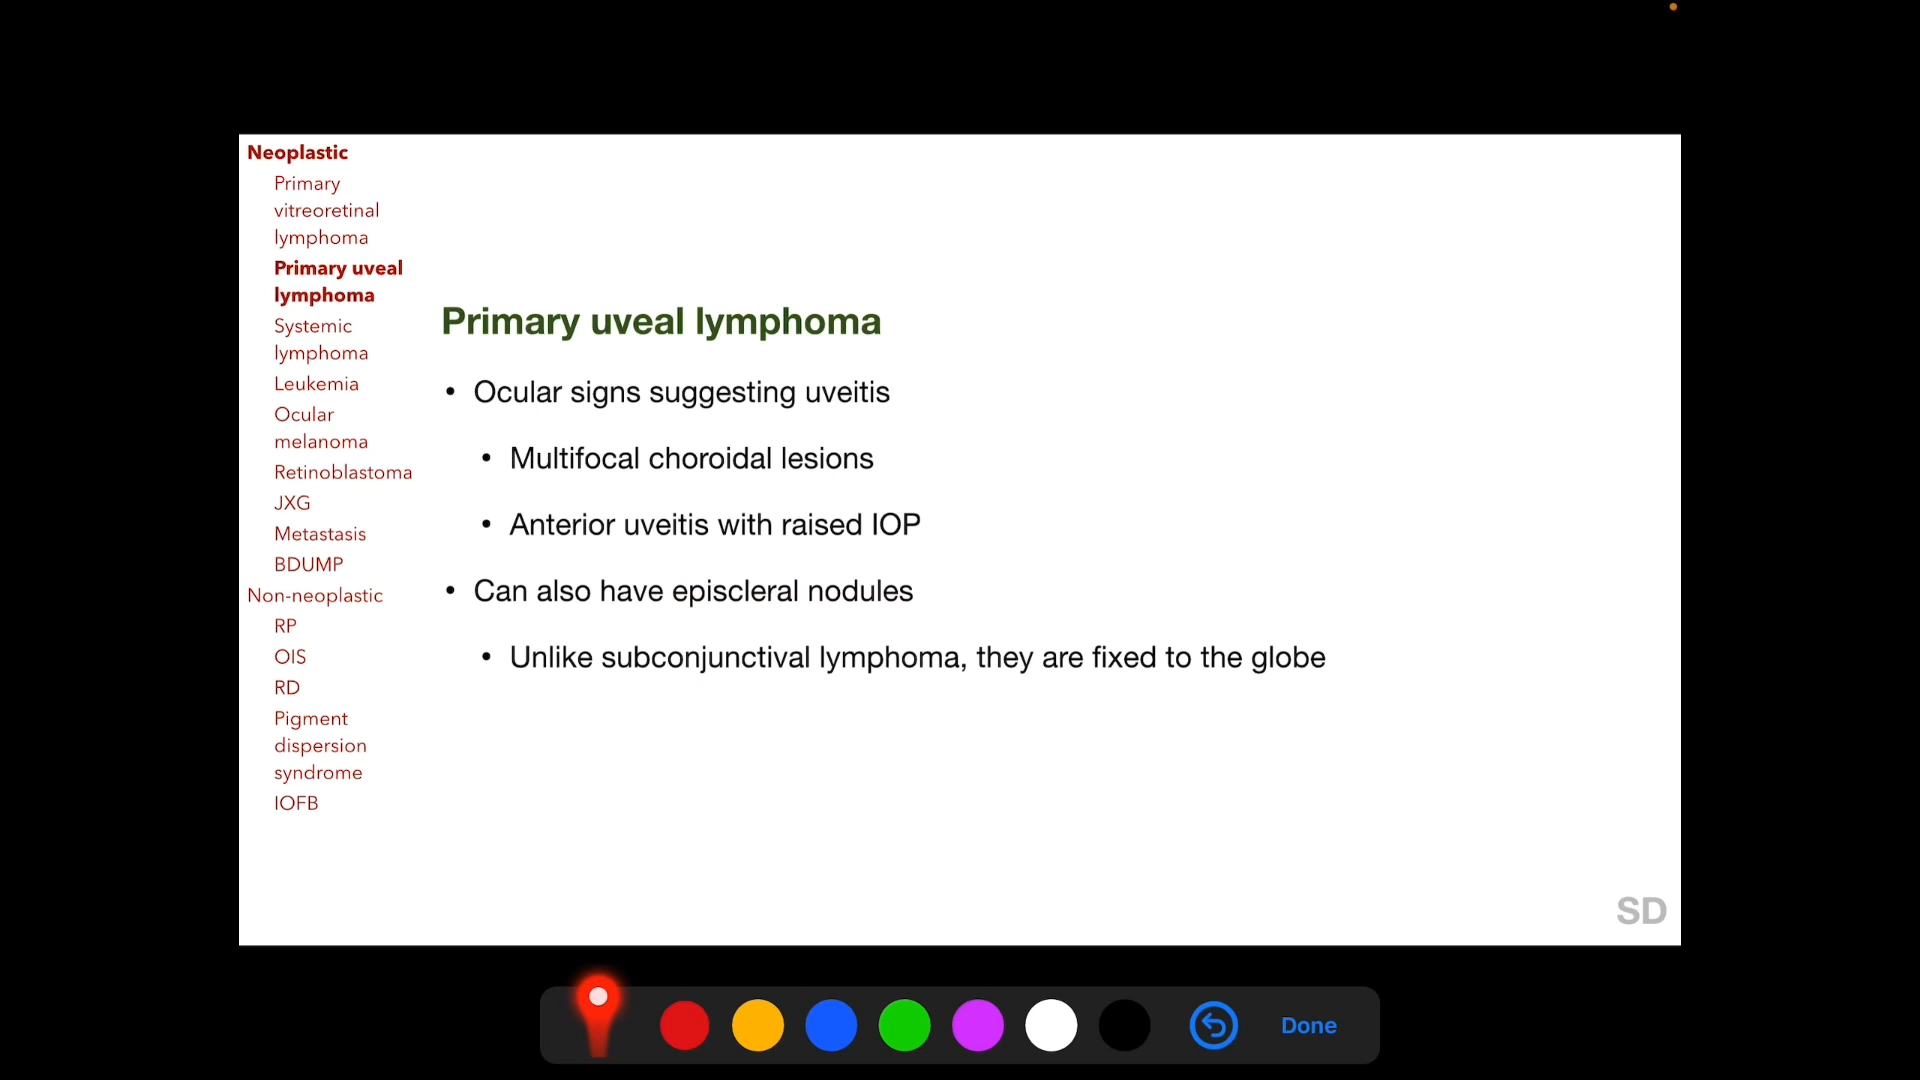 Neoplastic
Primary
vitreoretinal
lymphoma
Primary uveal
lymphoma
Systemic
lymphoma
Leukemia
Ocular
melanoma
Retinoblastoma
JXG
Metastasis
BDUMP
Non-neoplastic
RP
OIS
RD
Pigment
dispersion
syndrome
IOFB
Primary uveal lymphoma
• Ocular signs suggesting uveitis
• Multifocal choroidal lesions
• Anterior uveitis with raised IOP
• Can also have episcleral nodules
• Unlike subconjunctival lymphoma, they are fixed to the globe
SD
Done